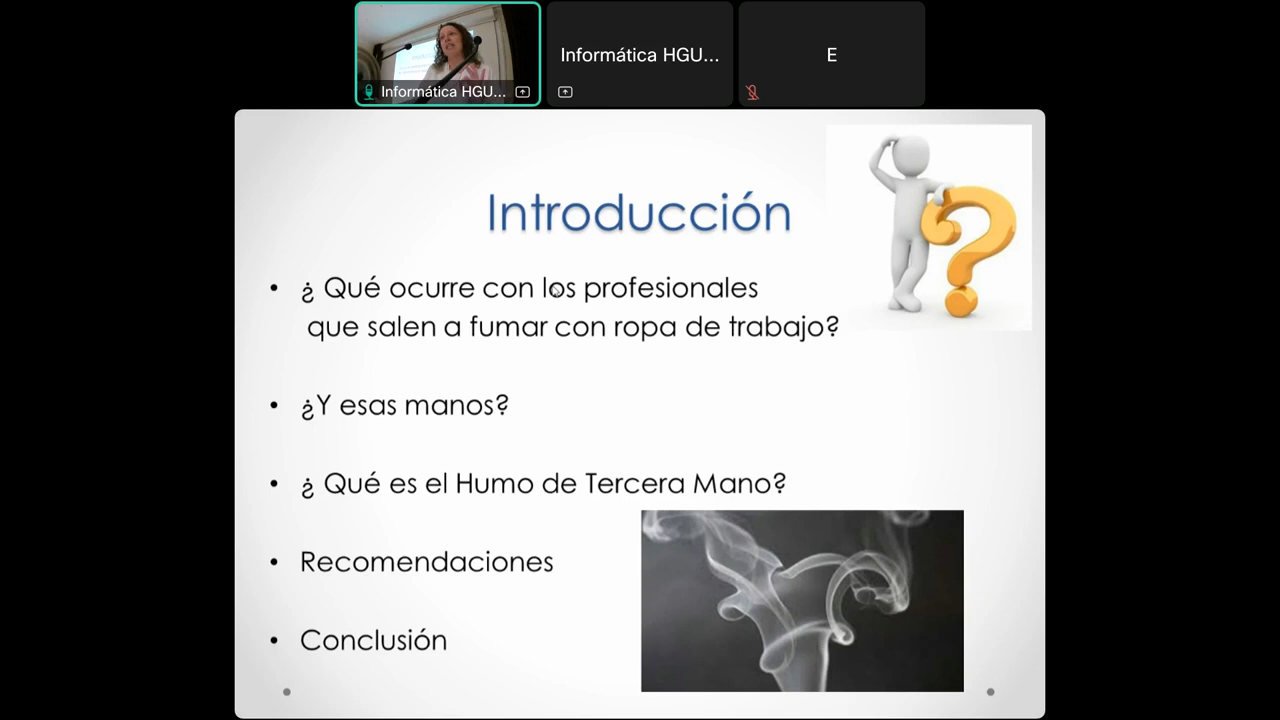 Informática HGU...
Informática HGU...
E
Introducción
• ¿ Qué ocurre con los profesionales
que salen a fumar con ropa de trabajo?
• ¿Y esas manos?
• ¿ Qué es el Humo de Tercera Mano?
• Recomendaciones
• Conclusión